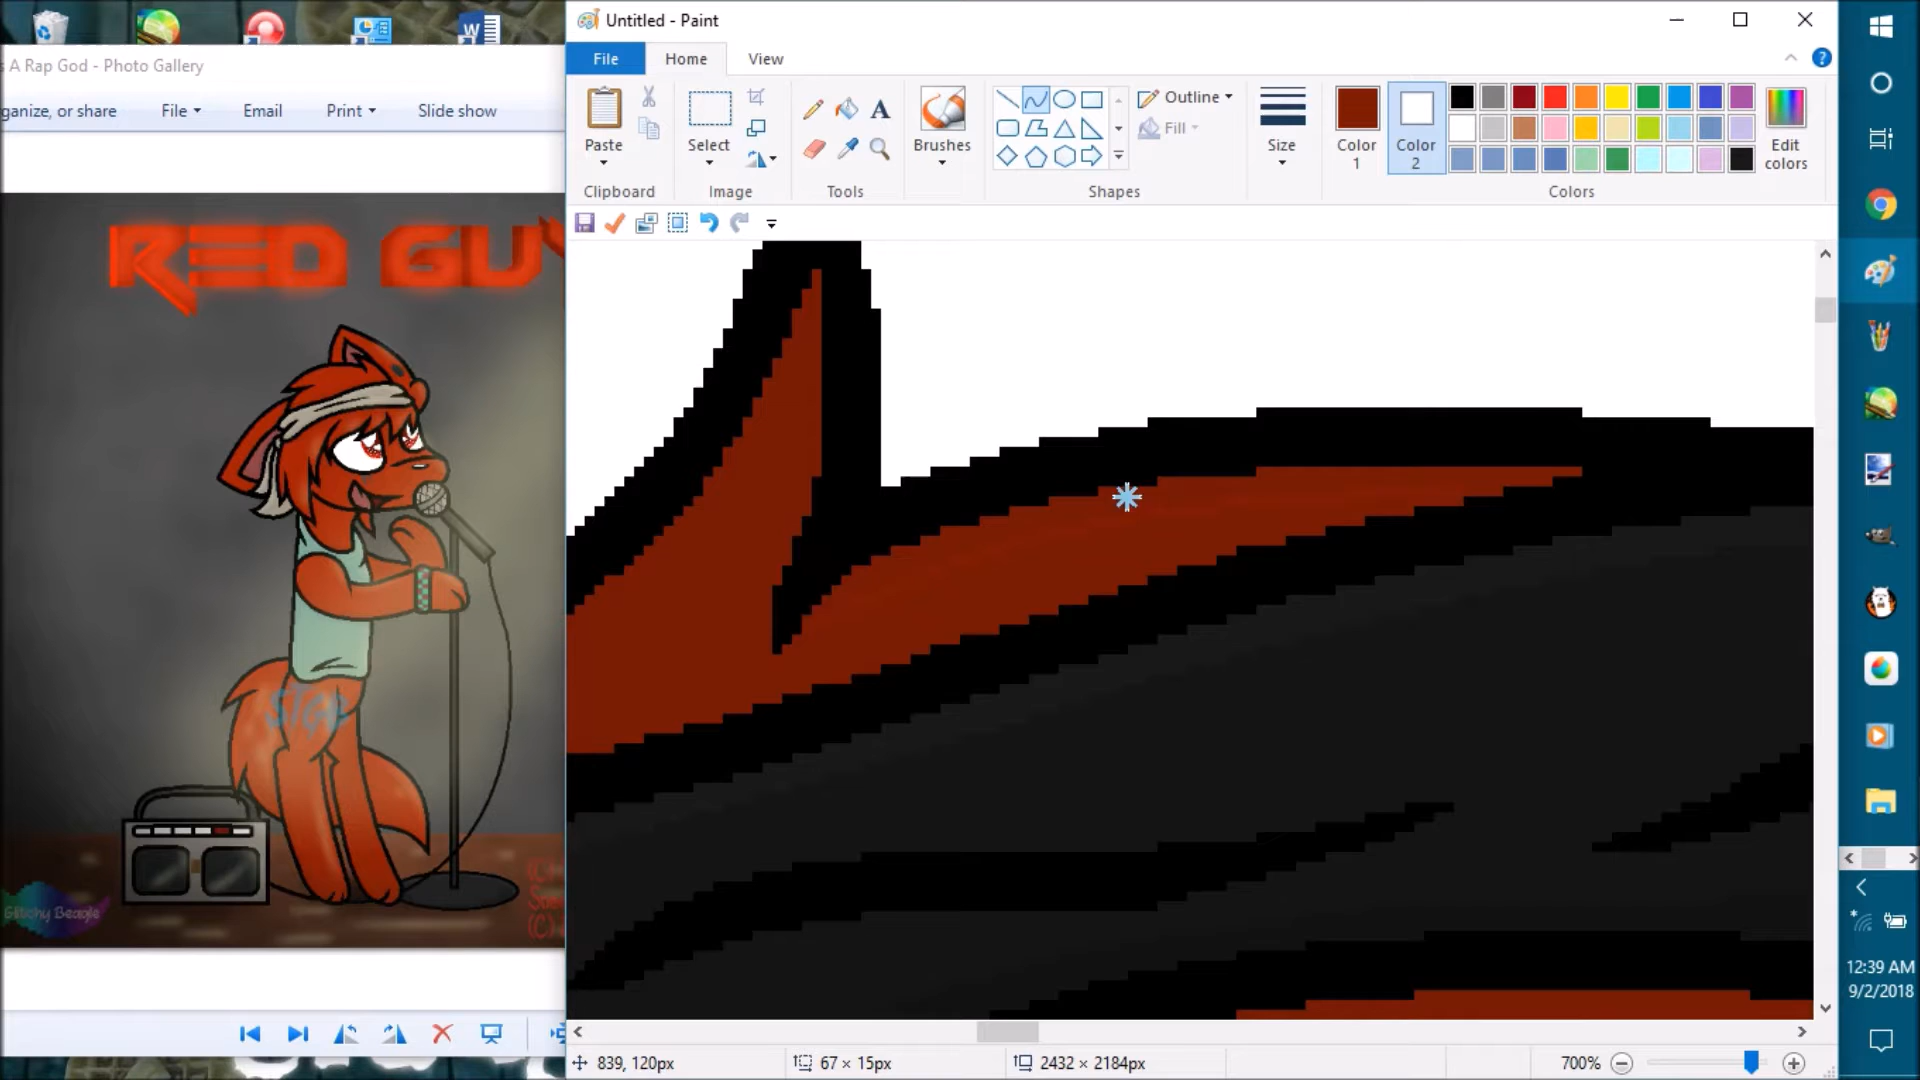 Untitled - Paint
s A Rap God - Photo Gallery
File
Home
View
ganize, or share
File
Email
Print
Slide show
Paste
Select
Brushes
Outline
Fill
Size
Color 1
Color 2
Edit colors
Clipboard
Image
Tools
Shapes
Colors
RED GUY
STGB
Glitchy Beagle
(C)
(C)
839, 120px
67 × 15px
2432 × 2184px
700%
12:39 AM
9/2/2018